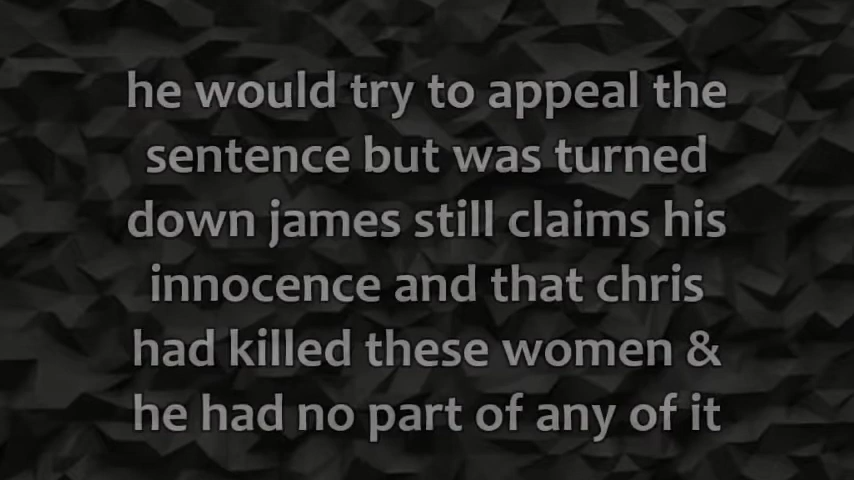 he would try to appeal the
sentence but was turned
down james still claims his
innocence and that chris
had killed these women &
he had no part of any of it